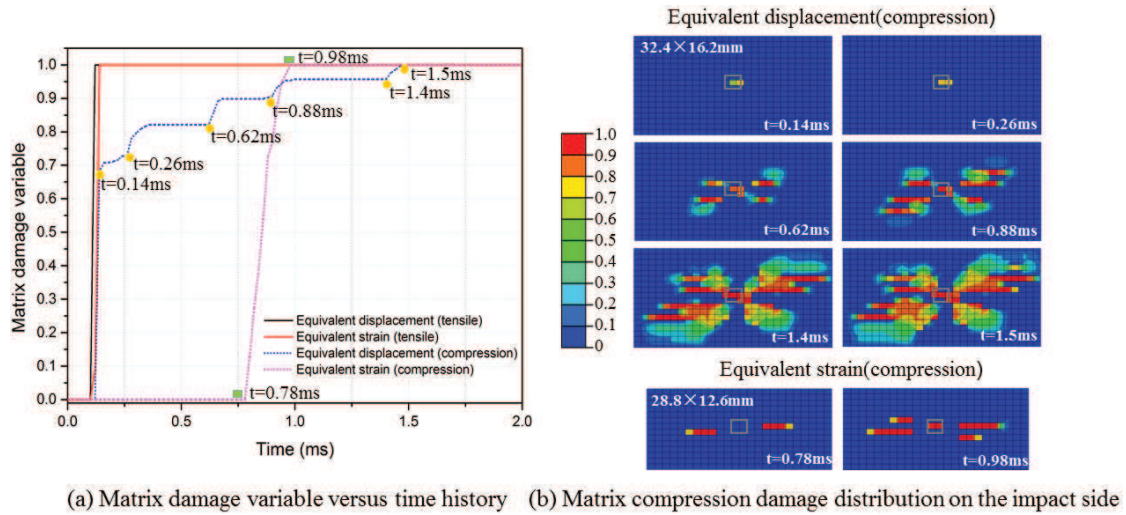 Equivalent displacement(compression)
1.0
0.9
0.8
0.7
0.6
0.5
0.4
0.3
0.2
0.1
0.0
Matrix damage variable
0.0
0.5
1.0
1.5
2.0
Time (ms)
t=0.98ms
t=1.5ms
t=1.4ms
t=0.88ms
t=0.62ms
t=0.26ms
t=0.14ms
t=0.78ms
Equivalent displacement (tensile)
Equivalent strain (tensile)
Equivalent displacement (compression)
Equivalent strain (compression)
1.0
0.9
0.8
0.7
0.6
0.5
0.4
0.3
0.2
0.1
0
32.4×16.2mm
t=0.14ms
t=0.26ms
t=0.62ms
t=0.88ms
t=1.4ms
t=1.5ms
Equivalent strain(compression)
28.8×12.6mm
t=0.78ms
t=0.98ms
(a) Matrix damage variable versus time history
(b) Matrix compression damage distribution on the impact side